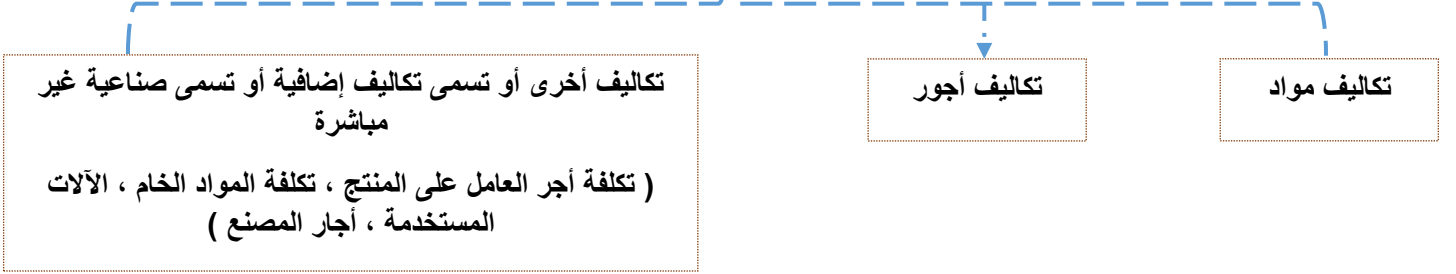 تكاليف مواد
تكاليف أجور
تكاليف أخرى أو تسمى تكاليف إضافية أو تسمى صناعية غير
مباشرة
( تكلفة أجر العامل على المنتج ، تكلفة المواد الخام ، الآلات
المستخدمة ، أجار المصنع )